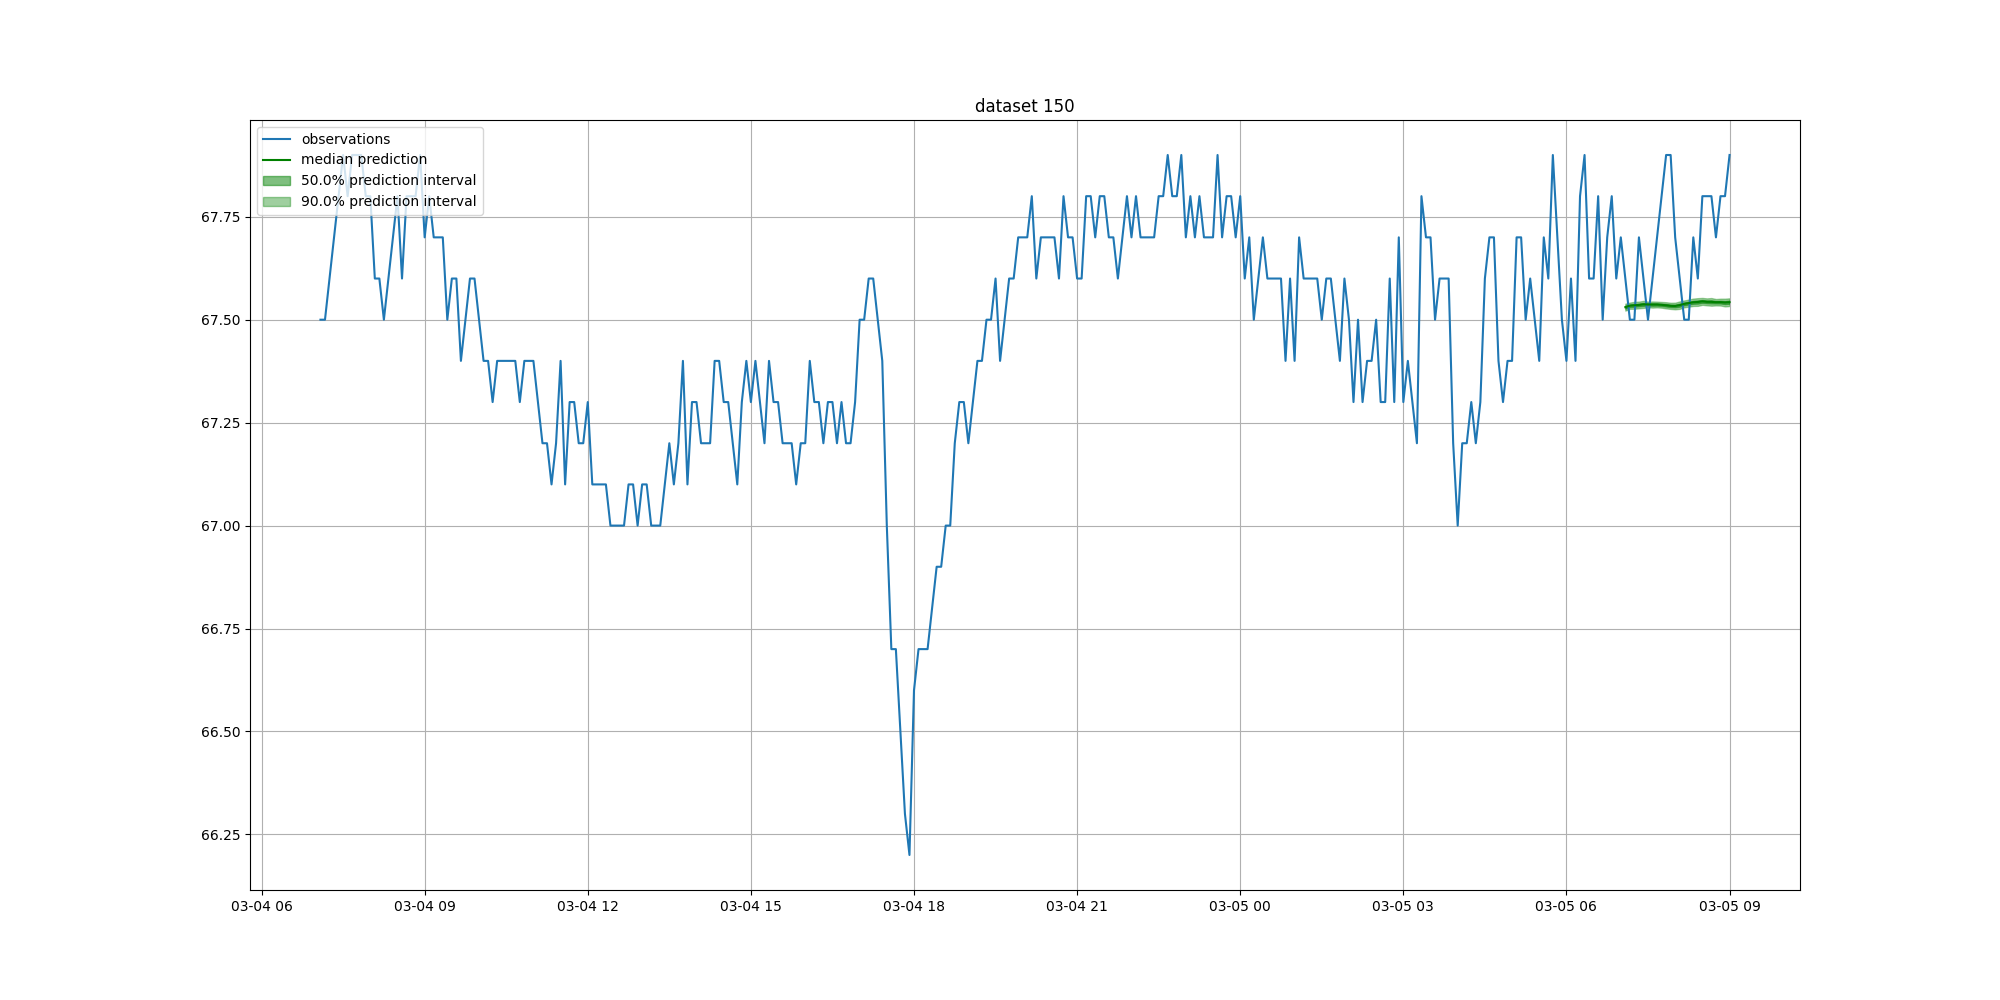 dataset 150
observations
median prediction
50.0% prediction interval
90.0% prediction interval
67.75
67.50
67.25
67.00
66.75
66.50
66.25
03-04 06 03-04 09 03-04 12 03-04 15 03-04 18 03-04 21 03-05 00 03-05 03 03-05 06 03-05 09